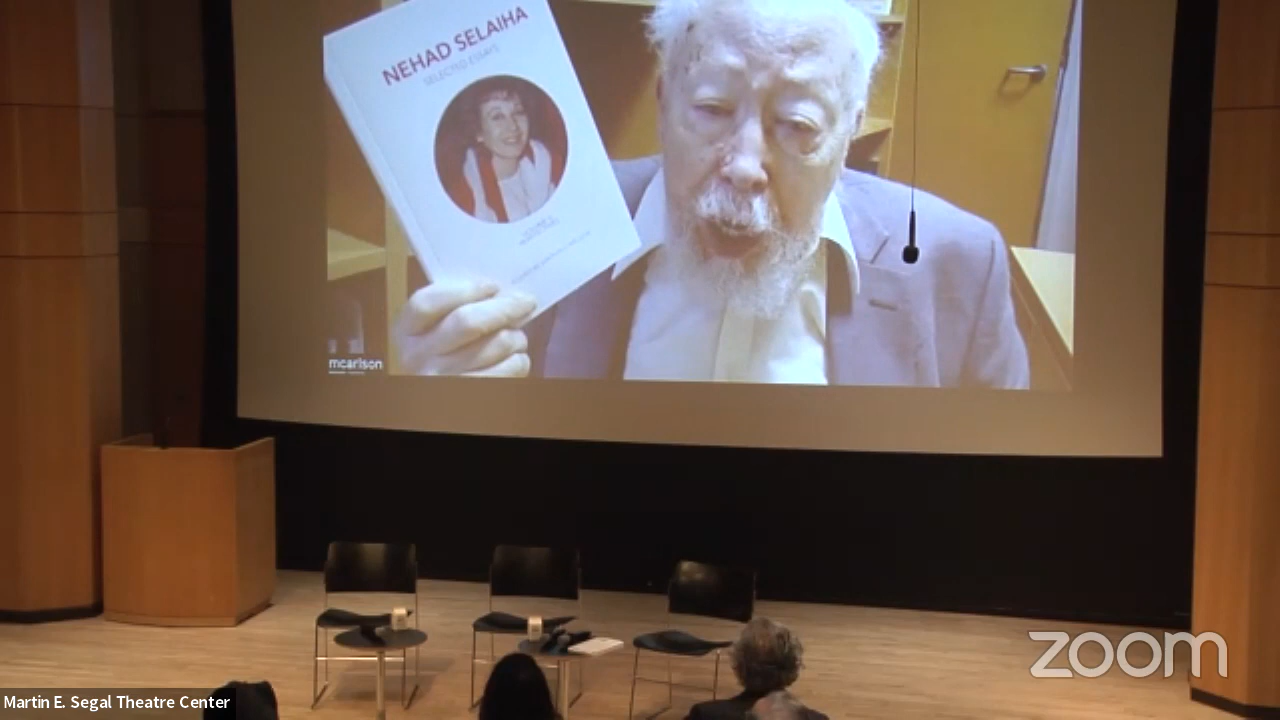 NEHAD SELAIHA
SELECTED ESSAYS
mcarlson
zoom
Martin E. Segal Theatre Center